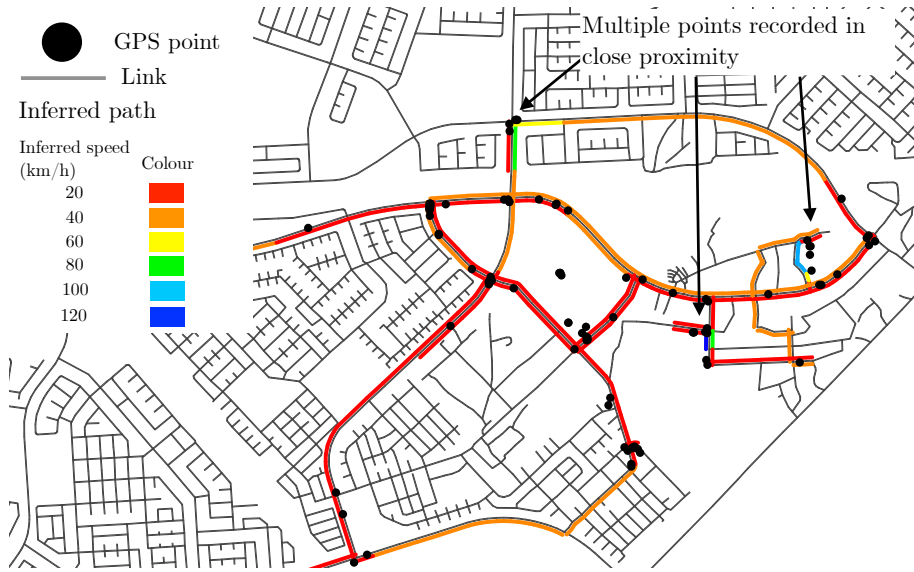 GPS point
Link
Inferred path
Inferred speed
(km/h)
Colour
20
40
60
80
100
120
Multiple points recorded in
close proximity